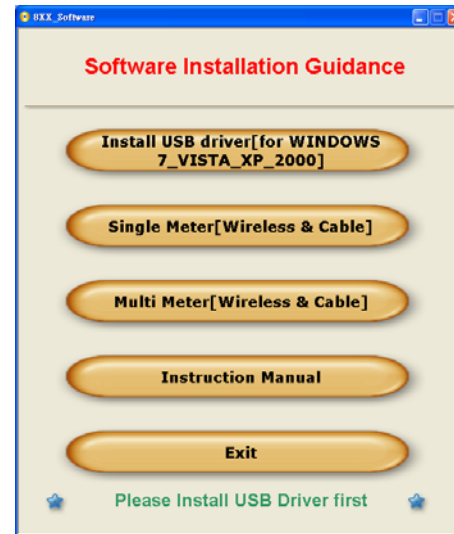 8XX_Software
Software Installation Guidance
Install USB driver[for WINDOWS
7_VISTA_XP_2000]
Single Meter[Wireless & Cable]
Multi Meter[Wireless & Cable]
Instruction Manual
Exit
Please Install USB Driver first